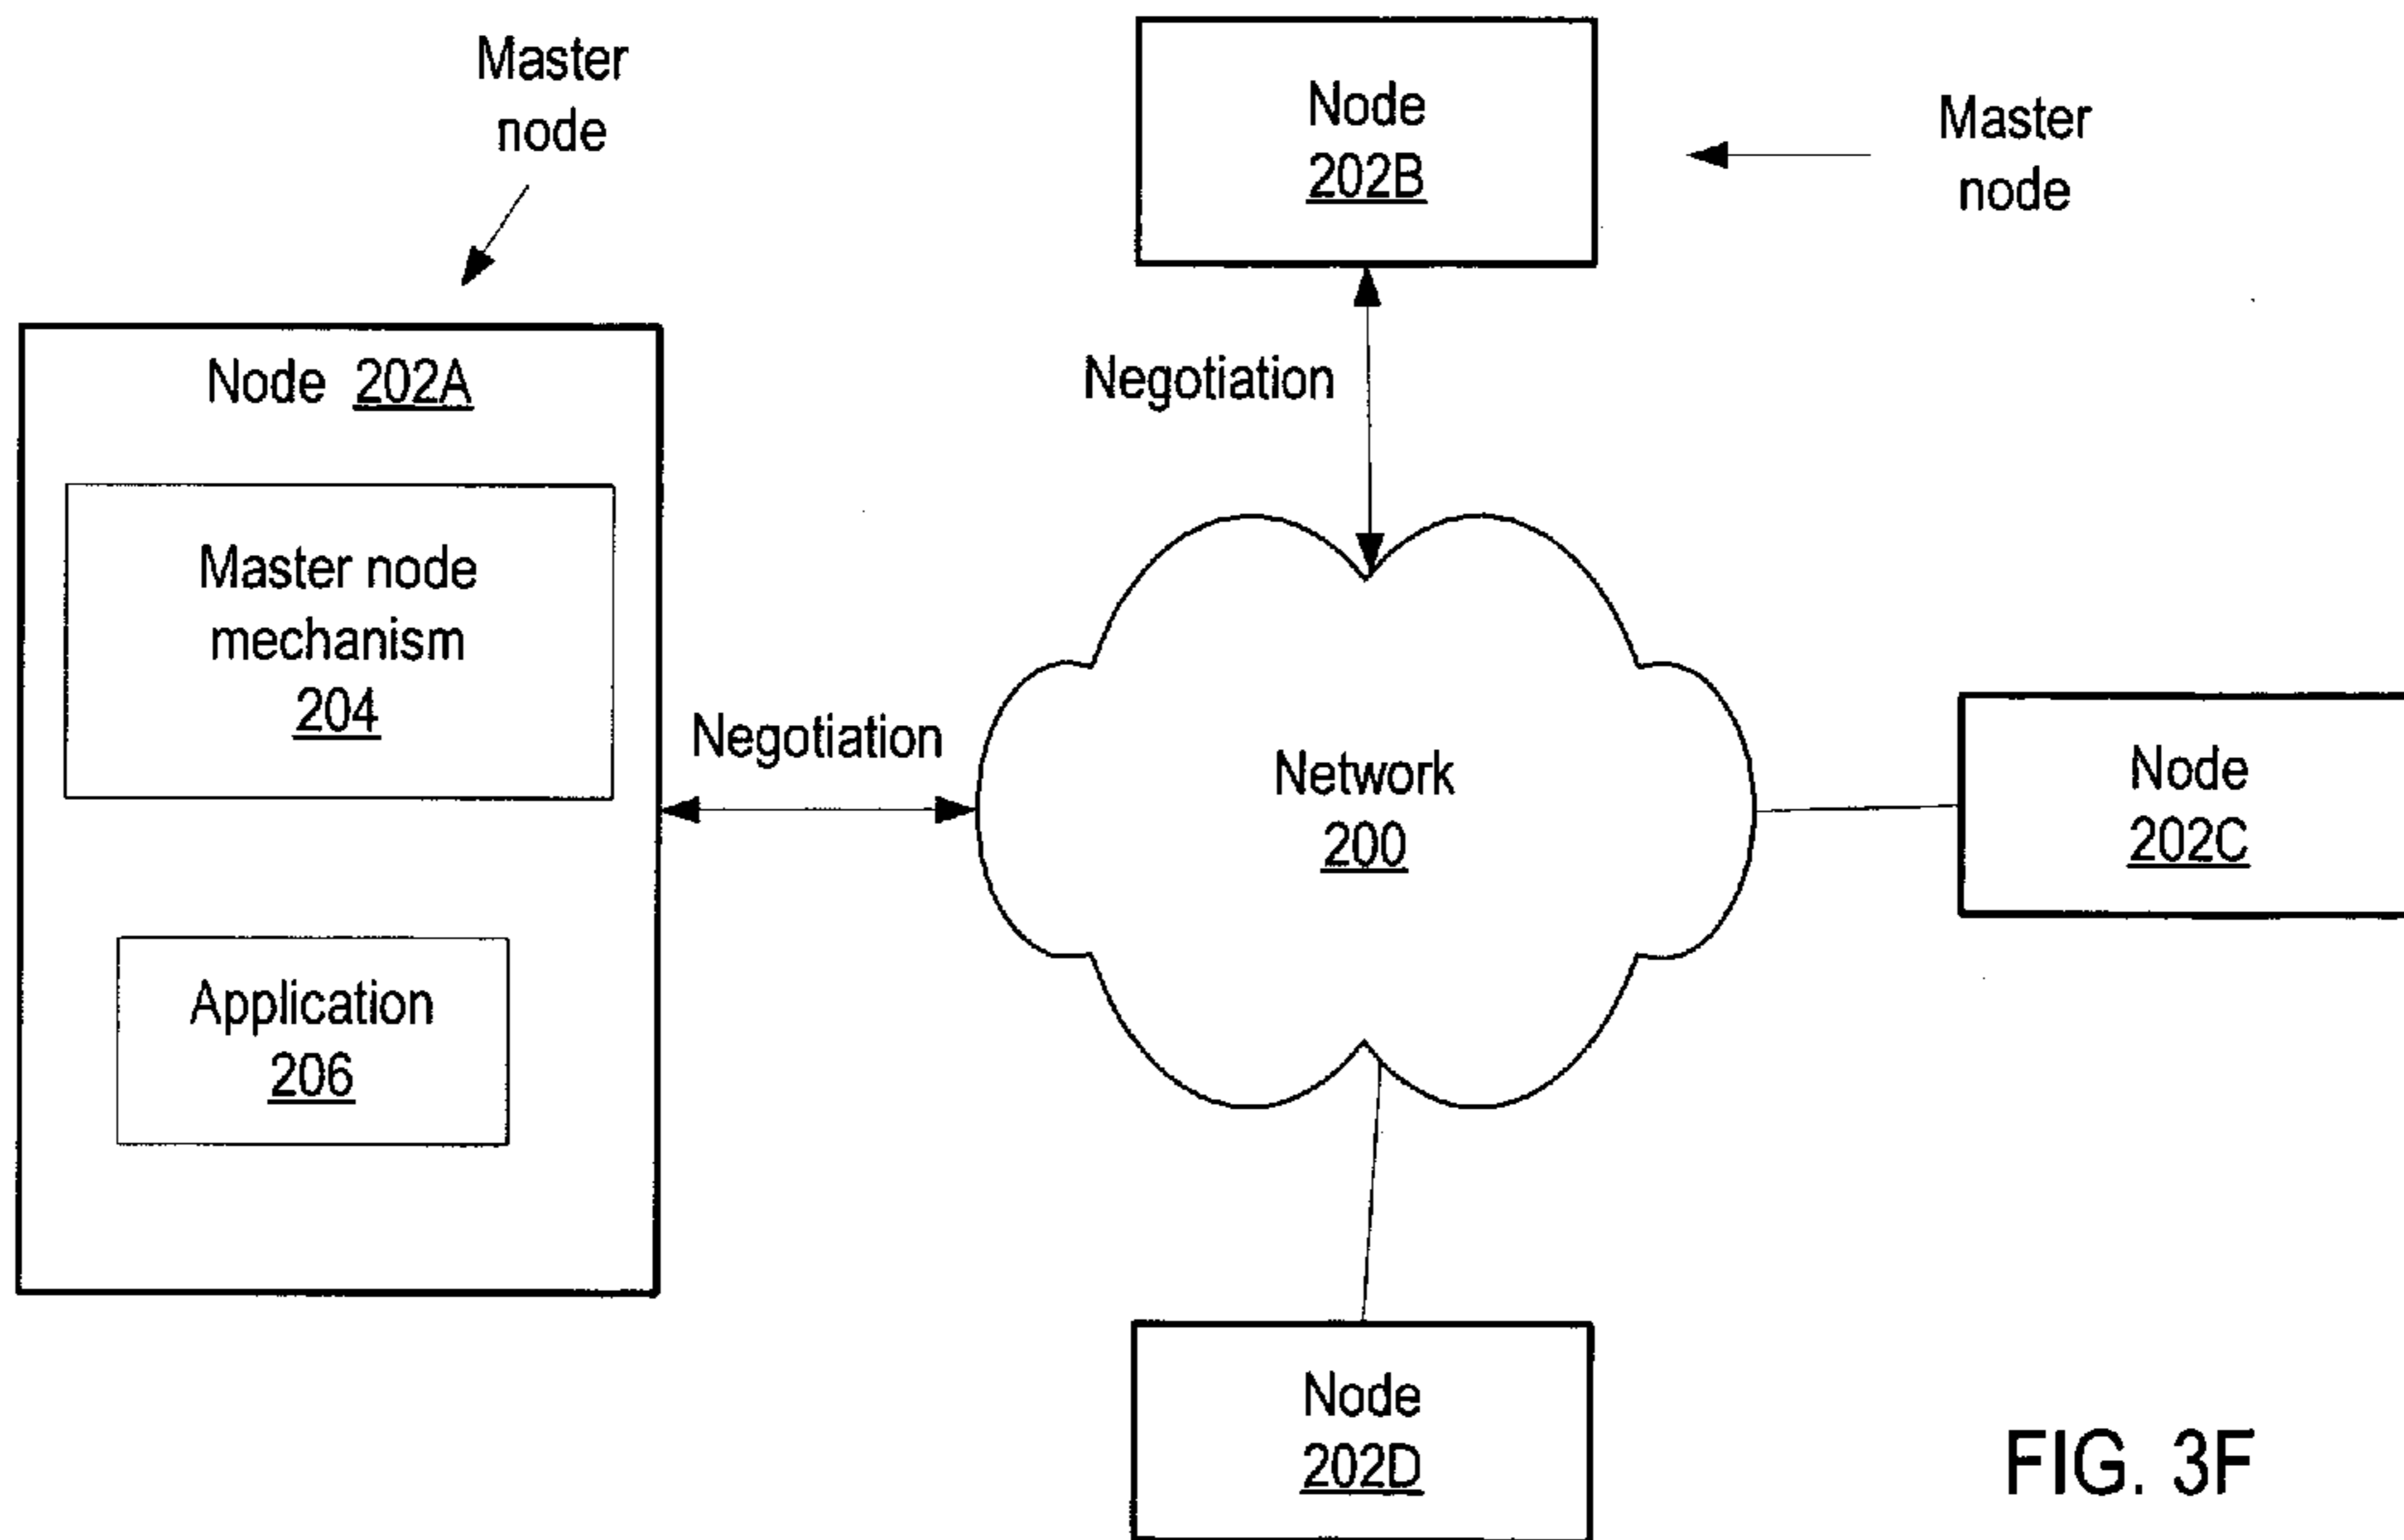 Master
node
Node
202B
Master
node
Node 202A
Negotiation
Master node
mechanism
204
Negotiation
Network
200
Node
202C
Application
206
Node
202D
FIG. 3F